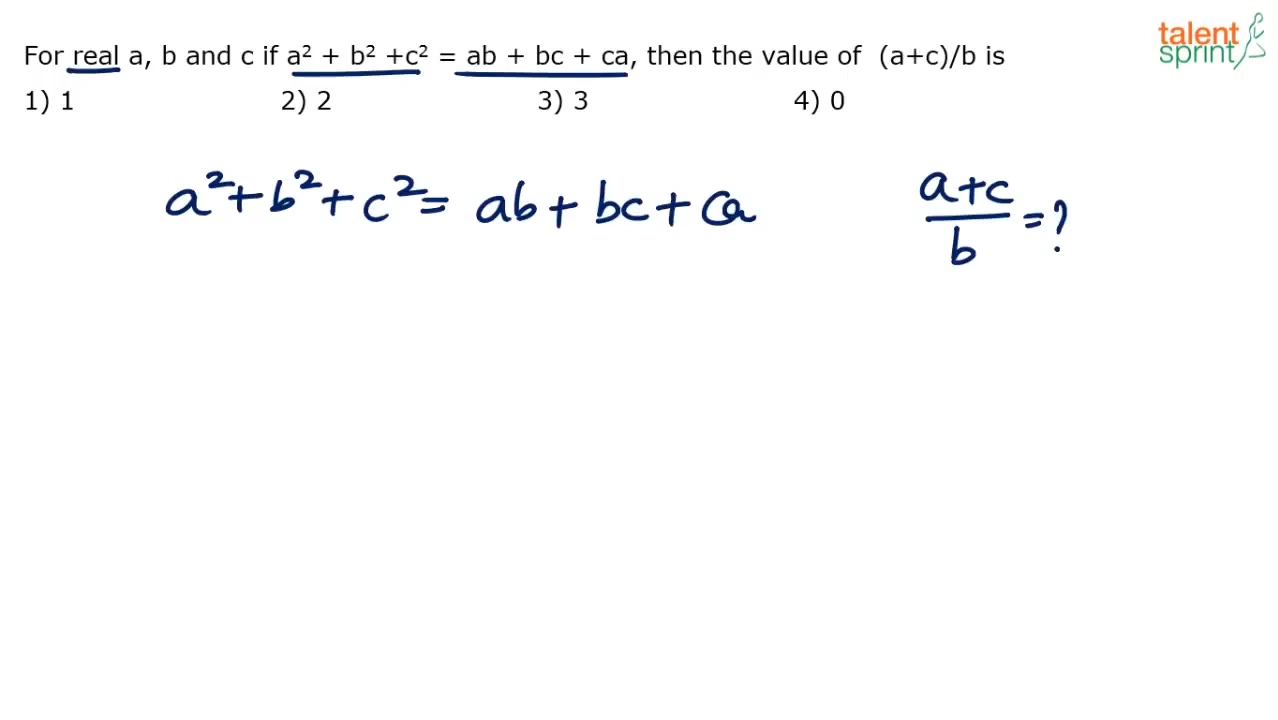 talent
sprint
For real a, b and c if a² + b² +c² = ab + bc + ca, then the value of (a+c)/b is
1) 1 2) 2 3) 3 4) 0
a²+b²+c²= ab+bc+ca
a+c
b
=?